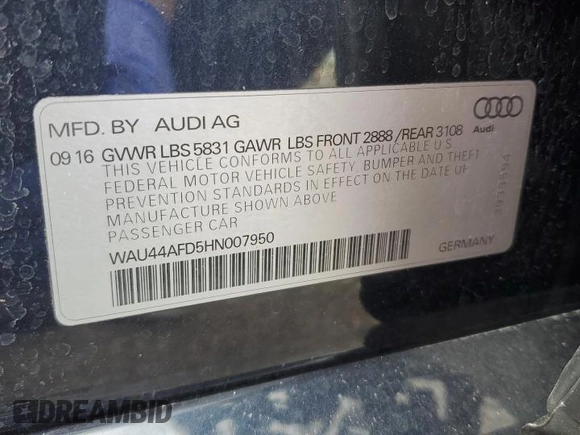 MFD. BY AUDI AG
09 16 GVWR LBS 5831 GAWR LBS FRONT 2888 /REAR 3108
THIS VEHICLE CONFORMS TO ALL APPLICABLE U S
FEDERAL MOTOR VEHICLE SAFETY, BUMPER AND THEFT
PREVENTION STANDARDS IN EFFECT ON THE DATE OF
MANUFACTURE SHOWN ABOVE
PASSENGER CAR
WAU44AFD5HN007950
Audi
GERMANY
DREAMBID